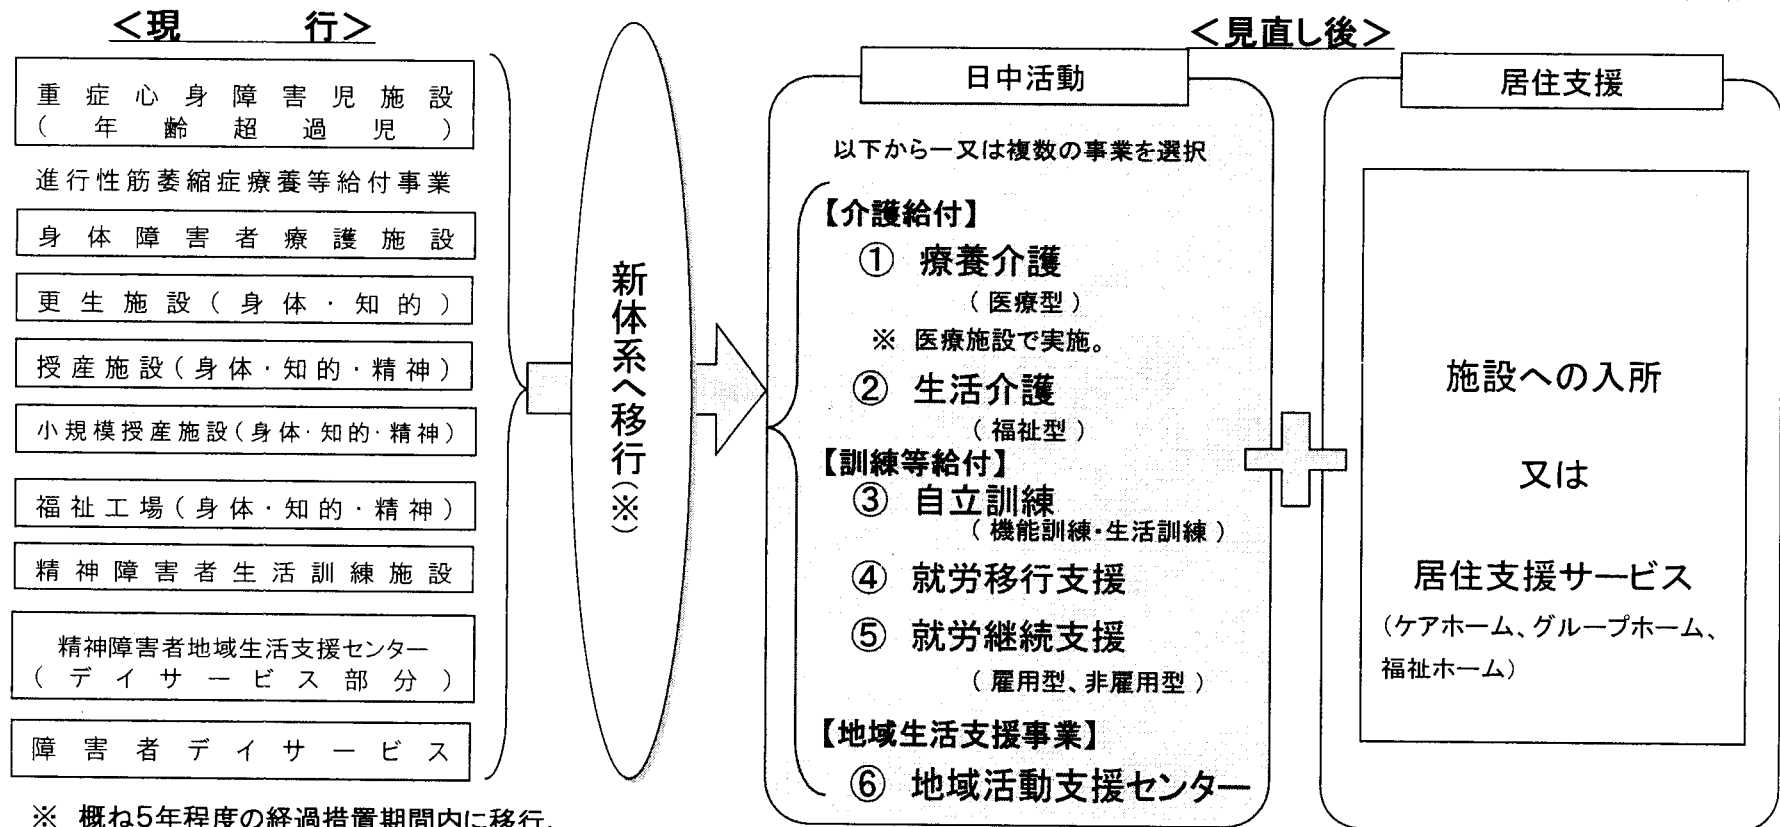 ＜現　行＞
重症心身障害児施設
（年齢超過児）
進行性筋萎縮症療養等給付事業
身体障害者療護施設
更生施設（身体・知的）
授産施設（身体・知的・精神）
小規模授産施設（身体・知的・精神）
福祉工場（身体・知的・精神）
精神障害者生活訓練施設
精神障害者地域生活支援センター
（デイサービス部分）
障害者デイサービス
※ 概ね5年程度の経過措置期間内に移行。
新体系へ移行（※）
＜見直し後＞
日中活動
以下から一又は複数の事業を選択
【介護給付】
① 療養介護
（医療型）
※ 医療施設で実施。
② 生活介護
（福祉型）
【訓練等給付】
③ 自立訓練
（機能訓練・生活訓練）
④ 就労移行支援
⑤ 就労継続支援
（雇用型、非雇用型）
【地域生活支援事業】
⑥ 地域活動支援センター
居住支援
施設への入所
又は
居住支援サービス
（ケアホーム、グループホーム、
福祉ホーム）